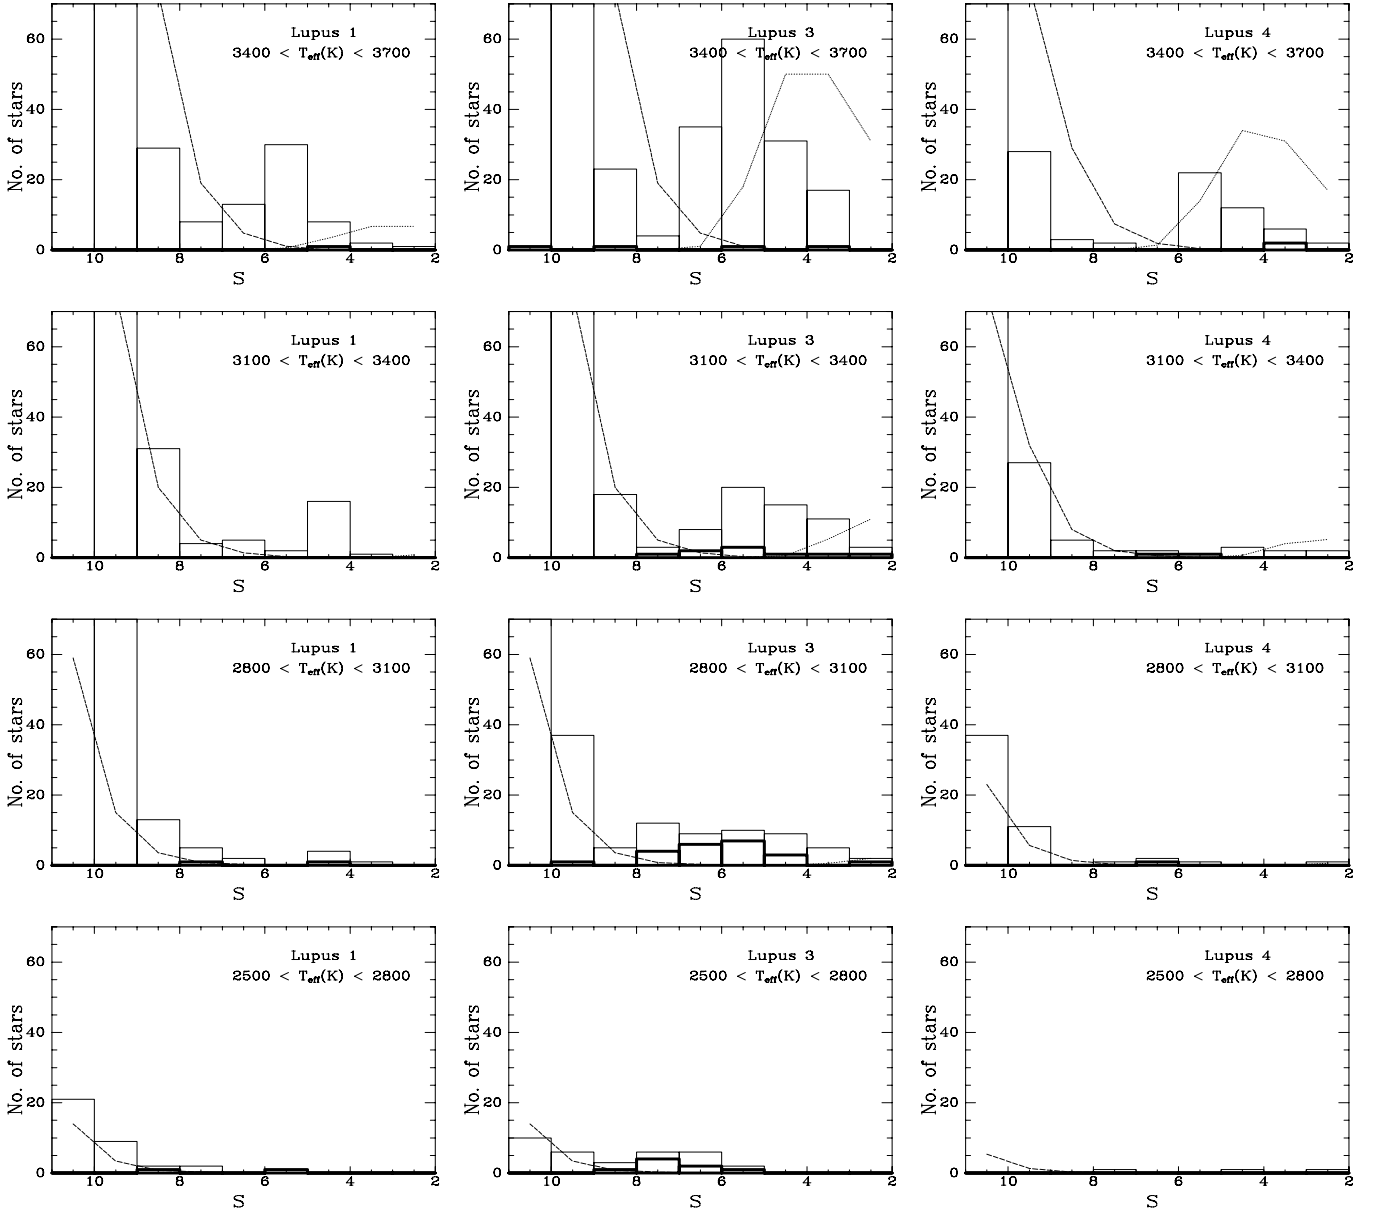 Lupus 1
3400 < Teff(K) < 3700
No. of stars
60
40
20
0
10 8 6 4 2
S
Lupus 3
3400 < Teff(K) < 3700
No. of stars
60
40
20
0
10 8 6 4 2
S
Lupus 4
3400 < Teff(K) < 3700
No. of stars
60
40
20
0
10 8 6 4 2
S
Lupus 1
3100 < Teff(K) < 3400
No. of stars
60
40
20
0
10 8 6 4 2
S
Lupus 3
3100 < Teff(K) < 3400
No. of stars
60
40
20
0
10 8 6 4 2
S
Lupus 4
3100 < Teff(K) < 3400
No. of stars
60
40
20
0
10 8 6 4 2
S
Lupus 1
2800 < Teff(K) < 3100
No. of stars
60
40
20
0
10 8 6 4 2
S
Lupus 3
2800 < Teff(K) < 3100
No. of stars
60
40
20
0
10 8 6 4 2
S
Lupus 4
2800 < Teff(K) < 3100
No. of stars
60
40
20
0
10 8 6 4 2
S
Lupus 1
2500 < Teff(K) < 2800
No. of stars
60
40
20
0
10 8 6 4 2
S
Lupus 3
2500 < Teff(K) < 2800
No. of stars
60
40
20
0
10 8 6 4 2
S
Lupus 4
2500 < Teff(K) < 2800
No. of stars
60
40
20
0
10 8 6 4 2
S